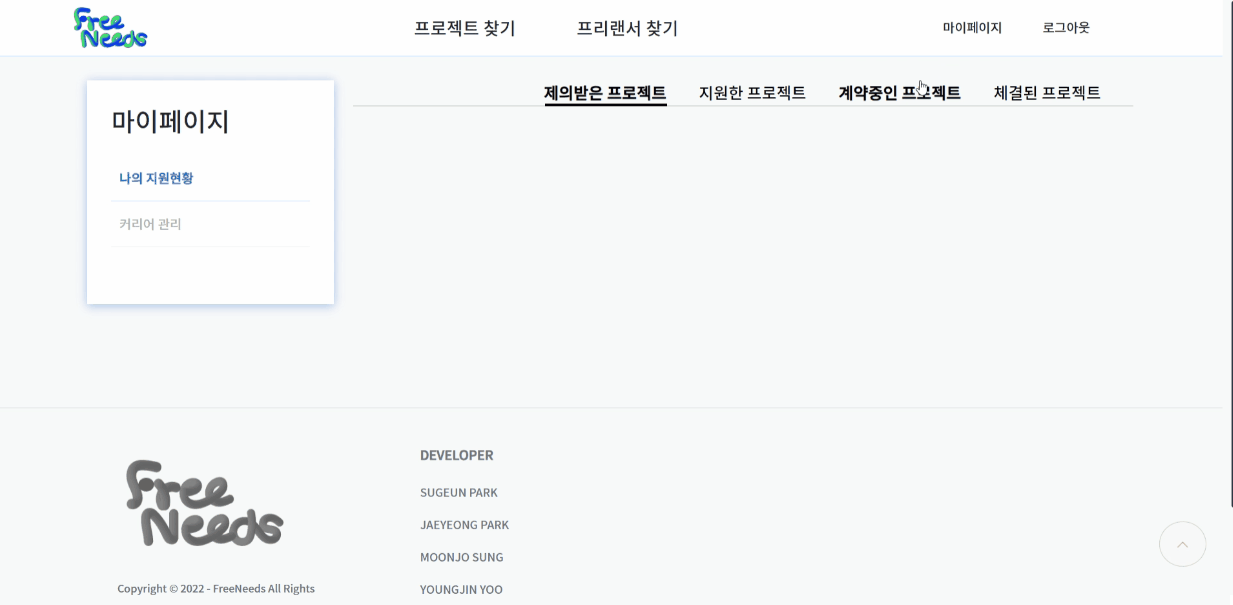 Free Needs
프로젝트 찾기
프리랜서 찾기
마이페이지
로그아웃
마이페이지
나의 지원현황
커리어 관리
제의받은 프로젝트
지원한 프로젝트
계약중인 프로젝트
체결된 프로젝트
Free
Needs
Copyright © 2022 - FreeNeeds All Rights
DEVELOPER
SUGEUN PARK
JAEYEONG PARK
MOONJO SUNG
YOUNGJIN YOO